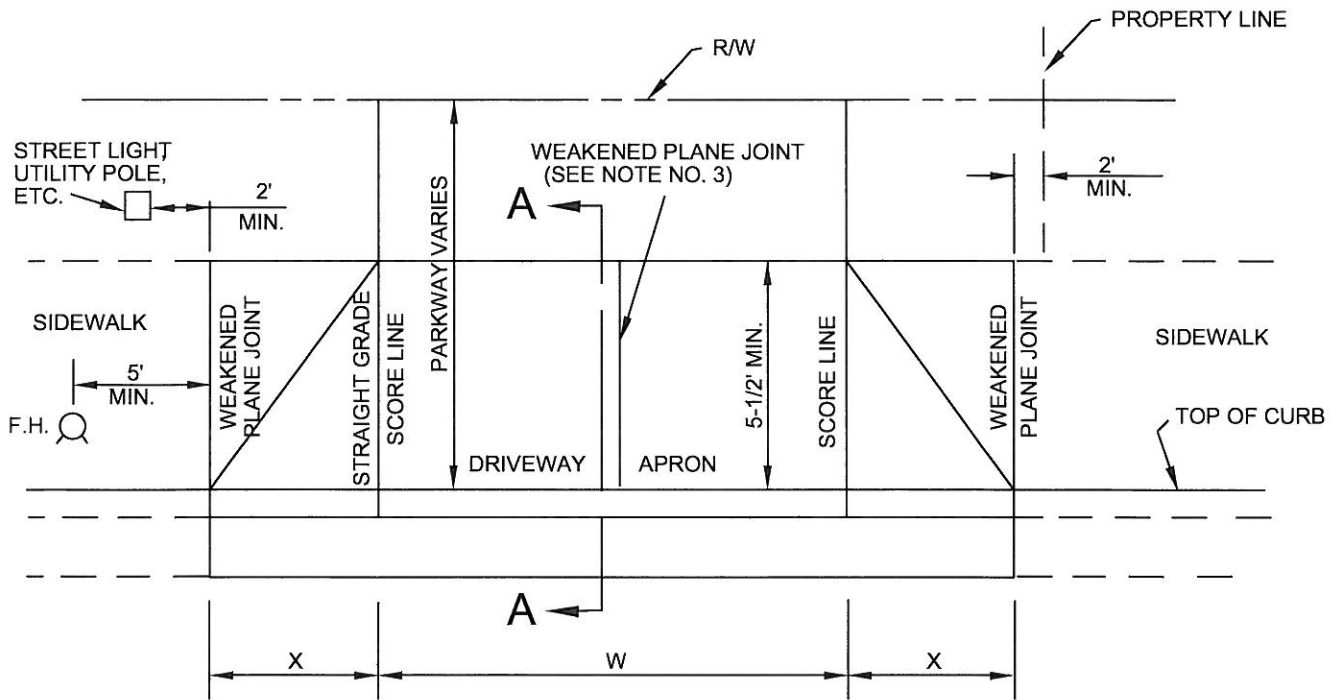 PROPERTY LINE
R/W
STREET LIGHT,
UTILITY POLE,
ETC.
2'
MIN.
WEAKENED PLANE JOINT
(SEE NOTE NO. 3)
2'
MIN.
A
PARKWAY VARIES
SIDEWALK
WEAKENED
PLANE JOINT
STRAIGHT GRADE
SCORE LINE
5-1/2' MIN.
SCORE LINE
WEAKENED
PLANE JOINT
SIDEWALK
5'
MIN.
F.H.
TOP OF CURB
DRIVEWAY APRON
A
X
W
X